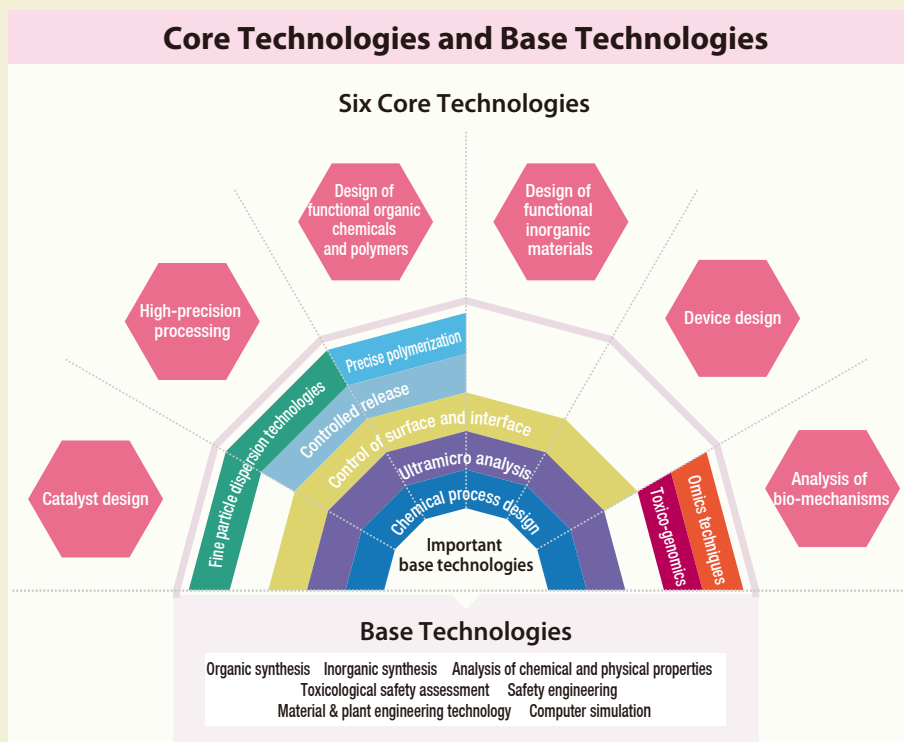 Core Technologies and Base Technologies
Six Core Technologies
Design of
functional organic
chemicals
and polymers
Design of
functional
inorganic
materials
High-precision
processing
Device design
Catalyst design
Analysis of
bio-mechanisms
Precise polymerization
Controlled release
Fine particle dispersion technologies
Control of surface and interface
Ultramicro analysis
Chemical process design
Toxico-genomics
Omics techniques
Important
base technologies
Base Technologies
Organic synthesis Inorganic synthesis Analysis of chemical and physical properties
Toxicological safety assessment Safety engineering
Material & plant engineering technology Computer simulation